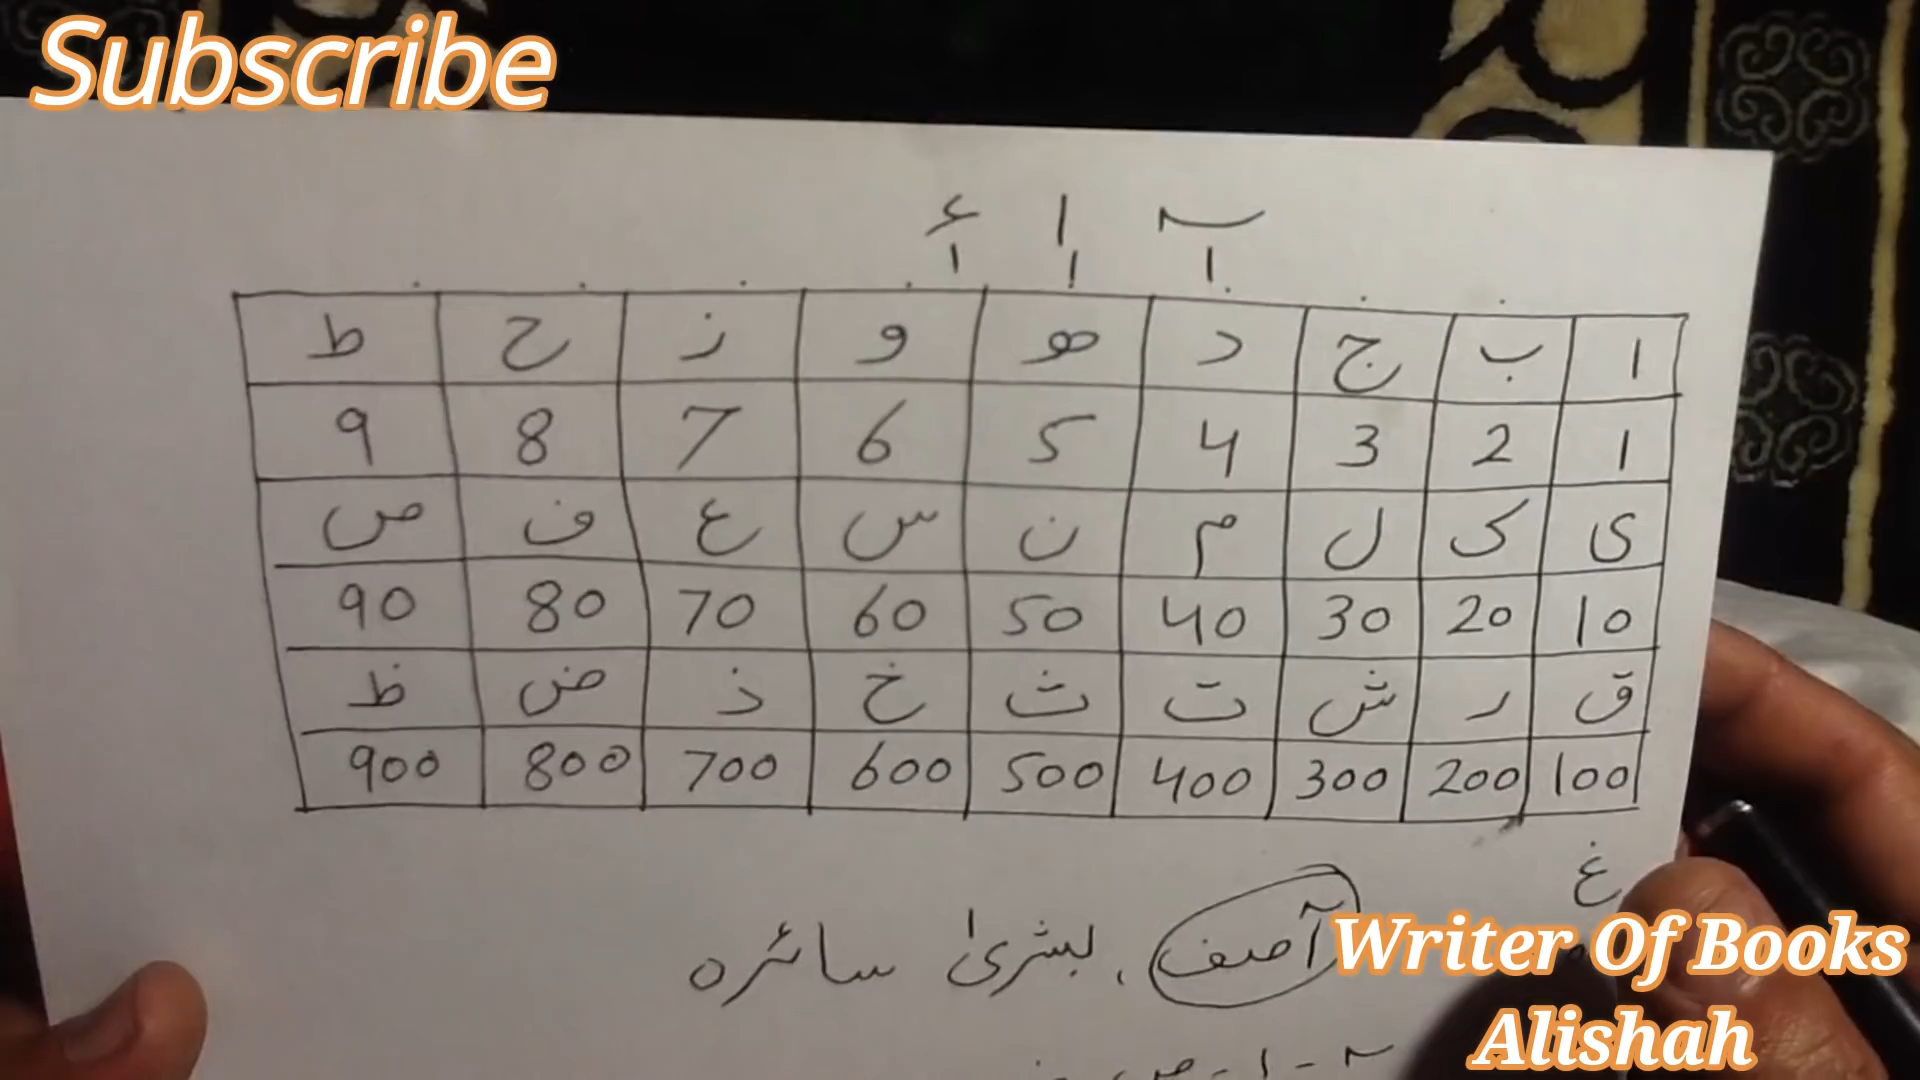 Subscribe
آ ا ئ
ا ا ا
ا ب ج د ھ و ز ح ط
1 2 3 4 5 6 7 8 9
ی ک ل م ن س ع ف ص
10 20 30 40 50 60 70 80 90
ق ر ش ت ث خ ذ ض ظ
100 200 300 400 500 600 700 800 900
غ
آصف، بشریٰ سائرہ
Writer Of Books
Alishah